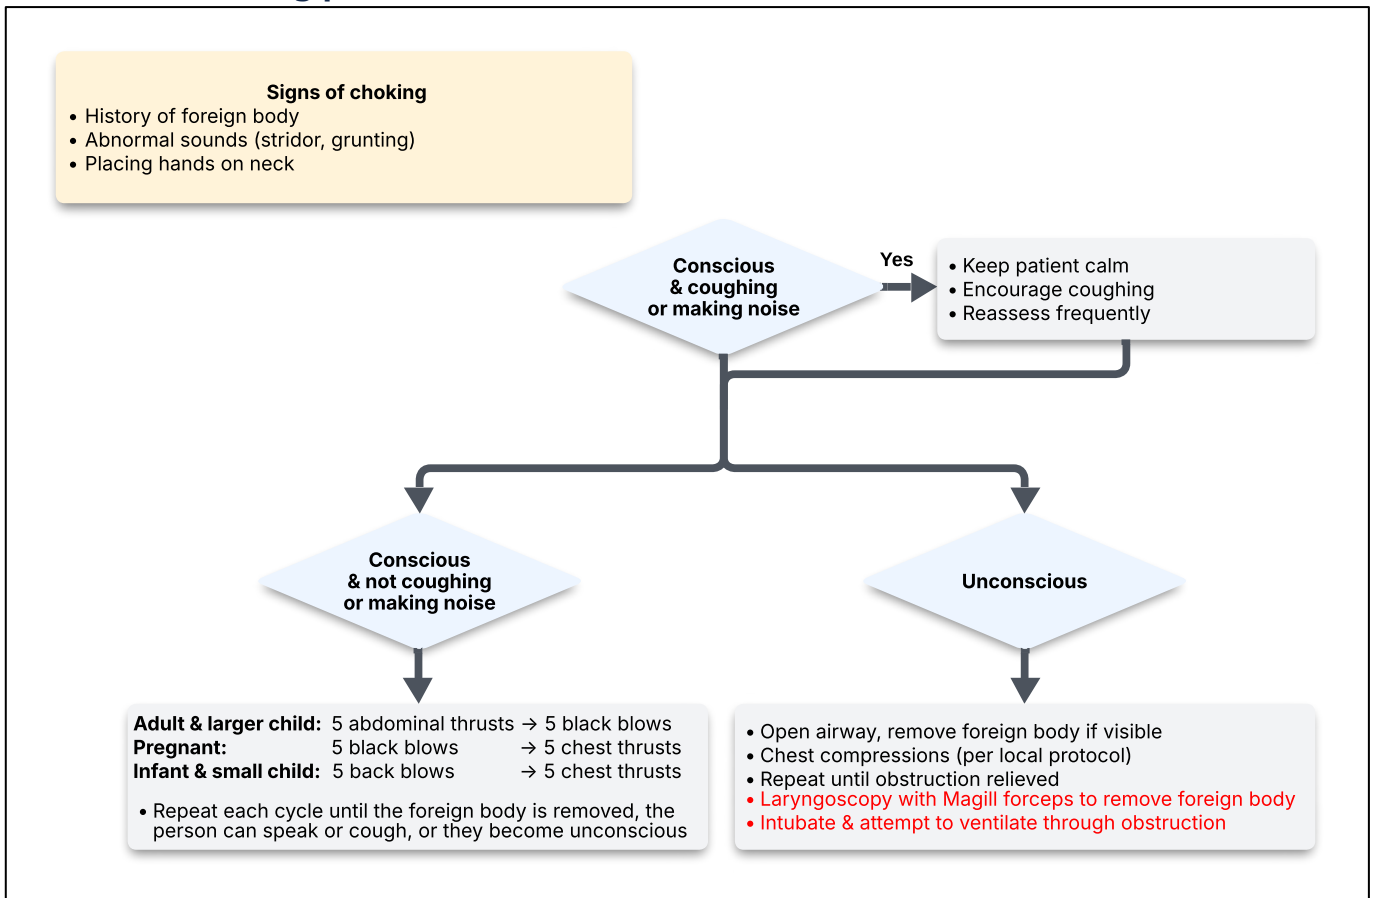 Signs of choking
• History of foreign body
• Abnormal sounds (stridor, grunting)
• Placing hands on neck
Conscious
& coughing
or making noise
Yes
• Keep patient calm
• Encourage coughing
• Reassess frequently
Conscious
& not coughing
or making noise
Unconscious
Adult & larger child: 5 abdominal thrusts → 5 black blows
Pregnant: 5 black blows → 5 chest thrusts
Infant & small child: 5 back blows → 5 chest thrusts
• Repeat each cycle until the foreign body is removed, the
person can speak or cough, or they become unconscious
• Open airway, remove foreign body if visible
• Chest compressions (per local protocol)
• Repeat until obstruction relieved
• Laryngoscopy with Magill forceps to remove foreign body
• Intubate & attempt to ventilate through obstruction